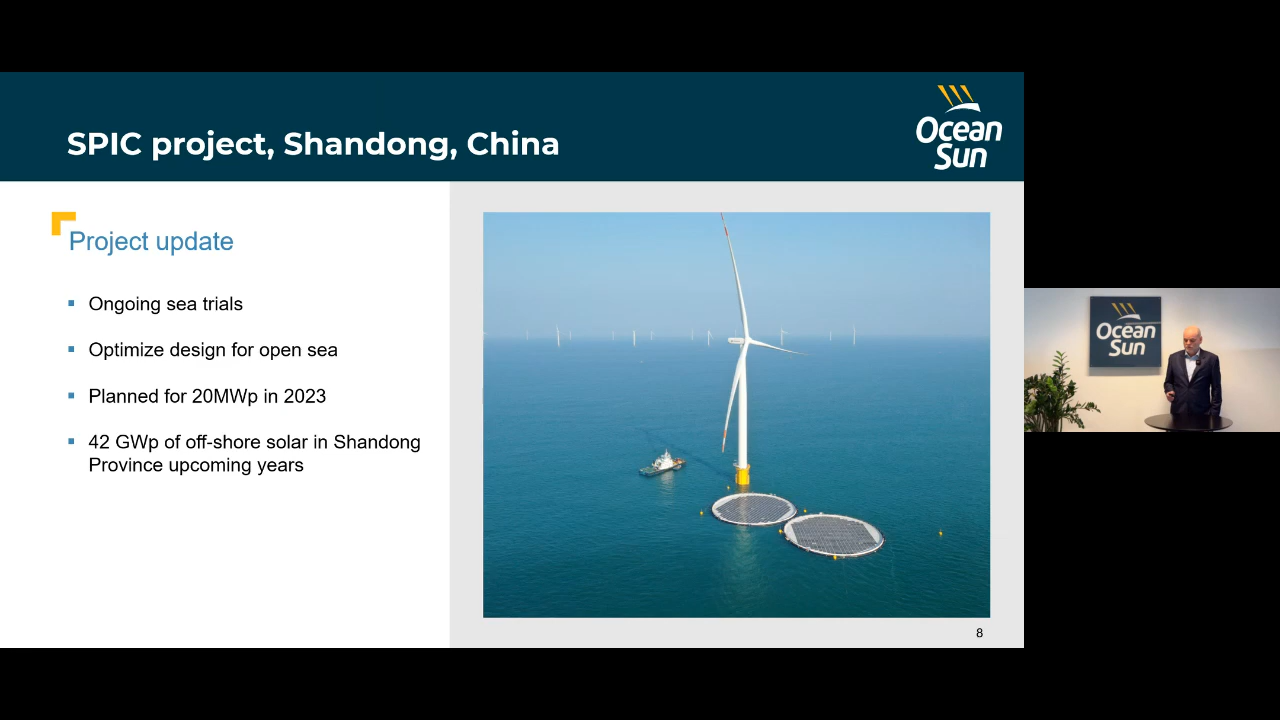 SPIC project, Shandong, China
Ocean
Sun
Project update
Ongoing sea trials
Optimize design for open sea
Planned for 20MWp in 2023
42 GWp of off-shore solar in Shandong
Province upcoming years
8
Ocean
Sun